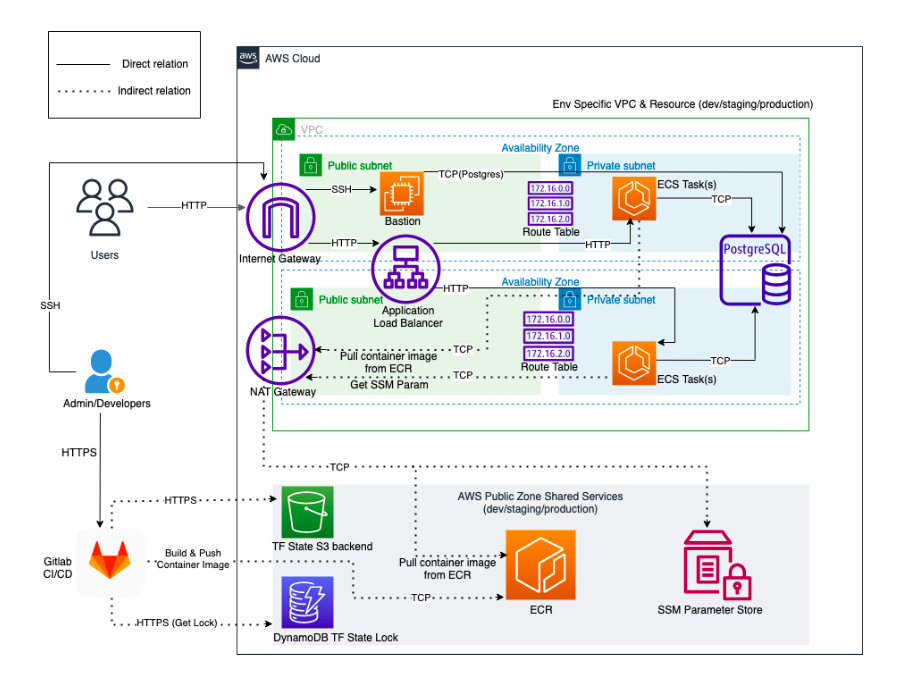 Direct relation
Indirect relation
aws
AWS Cloud
Env Specific VPC & Resource (dev/staging/production)
VPC
Availability Zone
Public subnet
Private subnet
TCP(Postgres)
SSH
172.16.0.0
172.16.1.0
172.16.2.0
Route Table
ECS Task(s)
TCP
Bastion
HTTP
Users
HTTP
HTTP
Internet Gateway
PostgreSQL
Availability Zone
Public subnet
Private subnet
HTTP
Application
Load Balancer
SSH
172.16.0.0
172.16.1.0
172.16.2.0
Route Table
TCP
Pull container image
from ECR
Get SSM Param
TCP
TCP
ECS Task(s)
NAT Gateway
Admin/Developers
HTTPS
TCP
AWS Public Zone Shared Services
(dev/staging/production)
HTTPS
TF State S3 backend
Gitlab
CI/CD
Build & Push
Container Image
Pull container image
from ECR
TCP
ECR
SSM Parameter Store
HTTPS (Get Lock)
DynamoDB TF State Lock